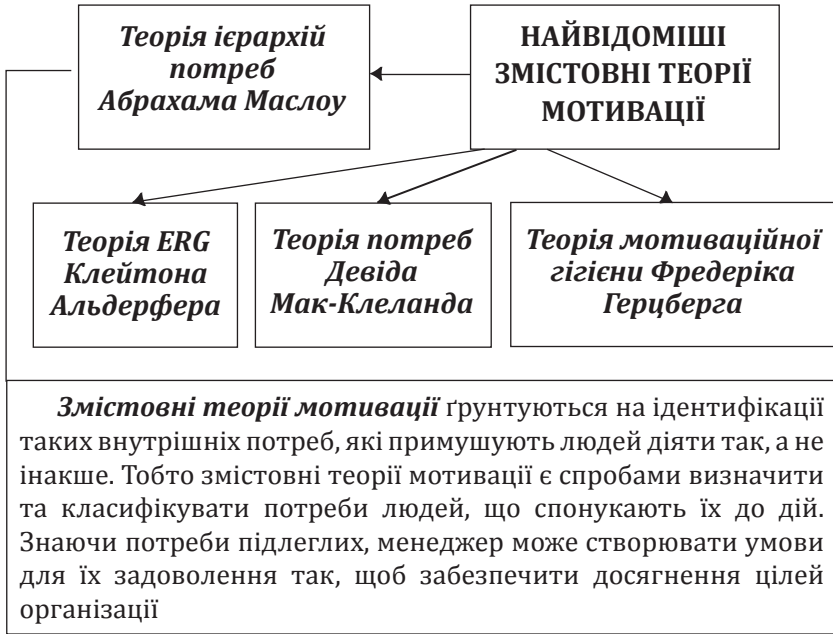 Теорія ієрархій
потреб
Абрахама Маслоу
НАЙВІДОМІШІ
ЗМІСТОВНІ ТЕОРІЇ
МОТИВАЦІЇ
Теорія ERG
Клейтона
Альдерфера
Теорія потреб
Девіда
Мак-Клеланда
Теорія мотиваційної
гігієни Фредеріка
Герцберга
Змістовні теорії мотивації ґрунтуються на ідентифікації
таких внутрішніх потреб, які примушують людей діяти так, а не
інакше. Тобто змістовні теорії мотивації є спробами визначити
та класифікувати потреби людей, що спонукають їх до дій.
Знаючи потреби підлеглих, менеджер може створювати умови
для їх задоволення так, щоб забезпечити досягнення цілей
організації